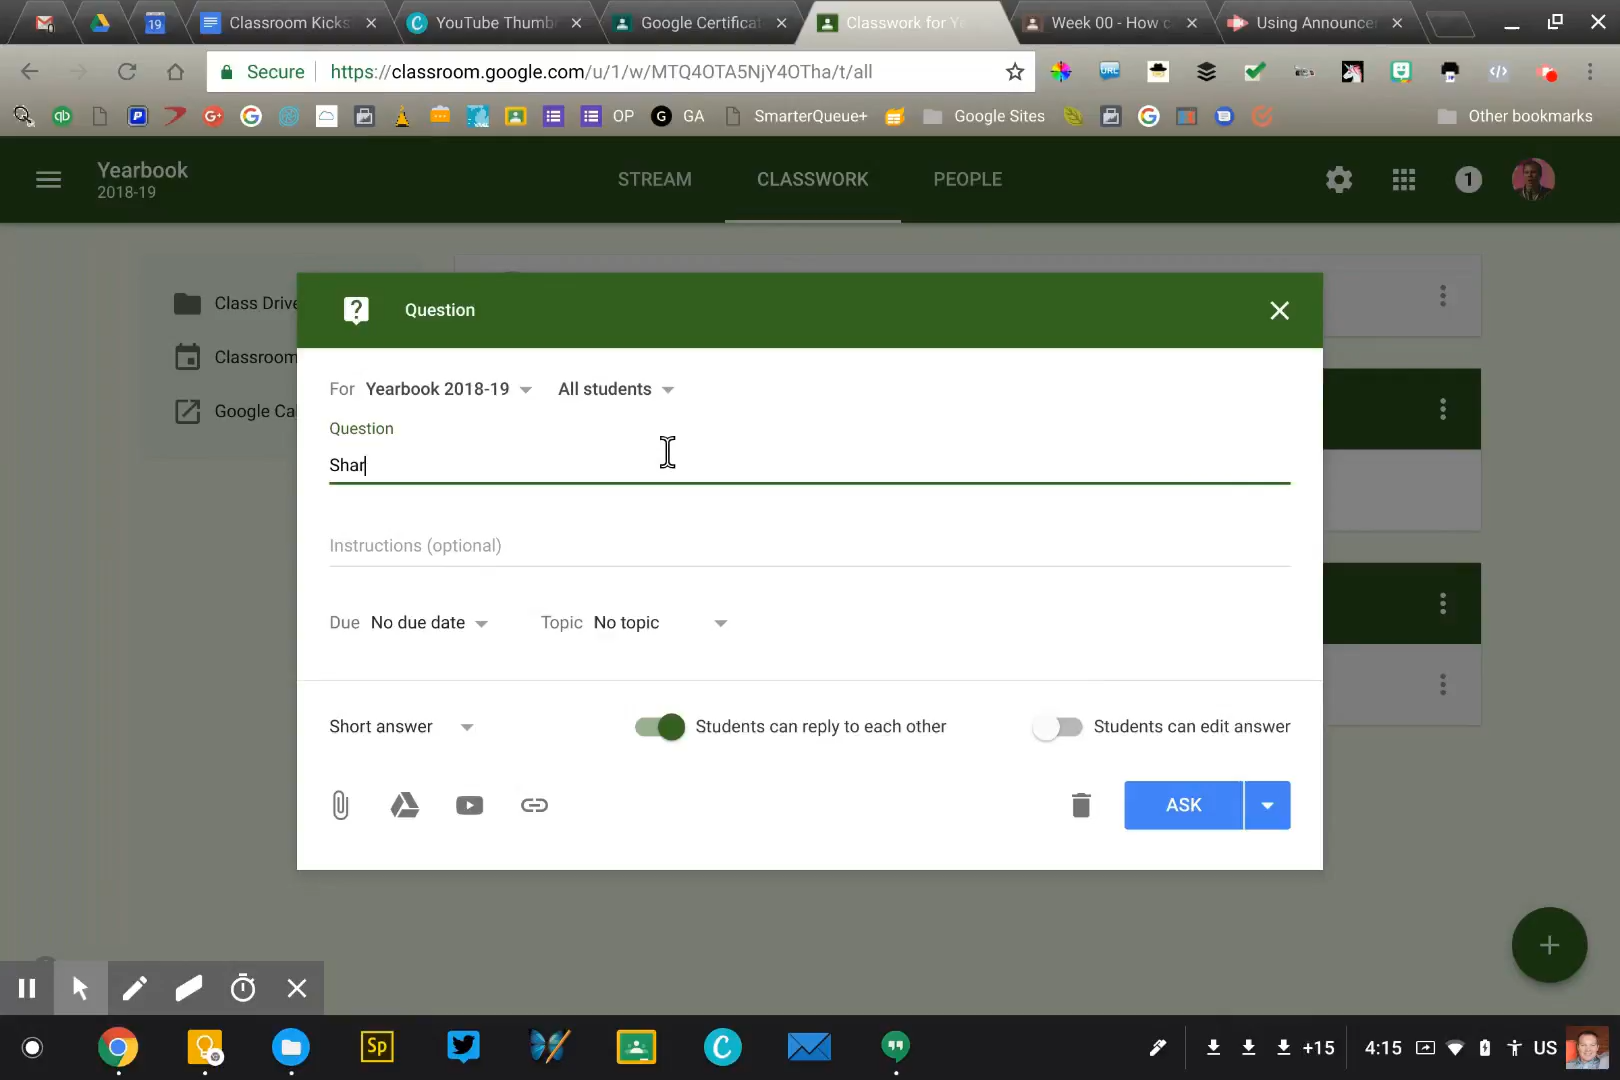 Classroom Kicks
YouTube Thumb
Google Certifica
Classwork for Ye
Week 00 - How
Using Announce
Secure
https://classroom.google.com/u/1/w/MTQ4OTA5NjY4OTha/t/all
OP
GA
SmarterQueue+
Google Sites
Other bookmarks
Yearbook
2018-19
STREAM
CLASSWORK
PEOPLE
1
Class Drive
Classroom
Google Cal
Question
For Yearbook 2018-19 All students
Question
Shar
Instructions (optional)
Due No due date Topic No topic
Short answer
Students can reply to each other
Students can edit answer
ASK
Sp
+15
4:15
US